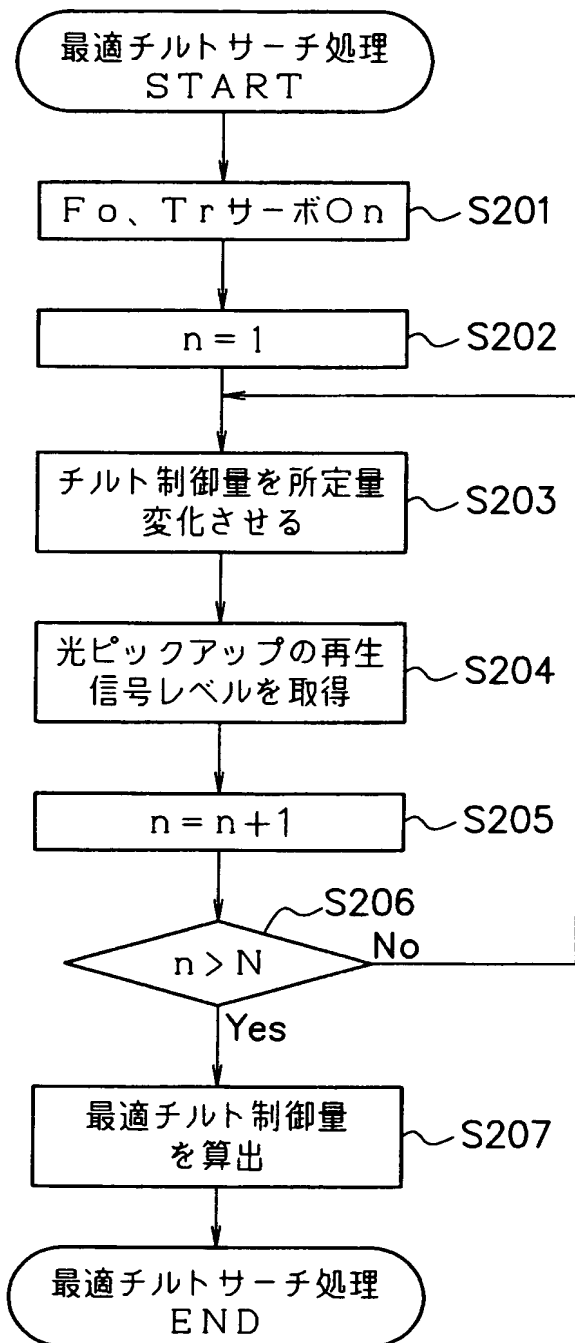 最適チルトサーチ処理
START
Fo、TrサーボOn
S201
n=1
S202
チルト制御量を所定量
変化させる
S203
光ピックアップの再生
信号レベルを取得
S204
n=n+1
S205
S206
n>N
No
Yes
最適チルト制御量
を算出
S207
最適チルトサーチ処理
END